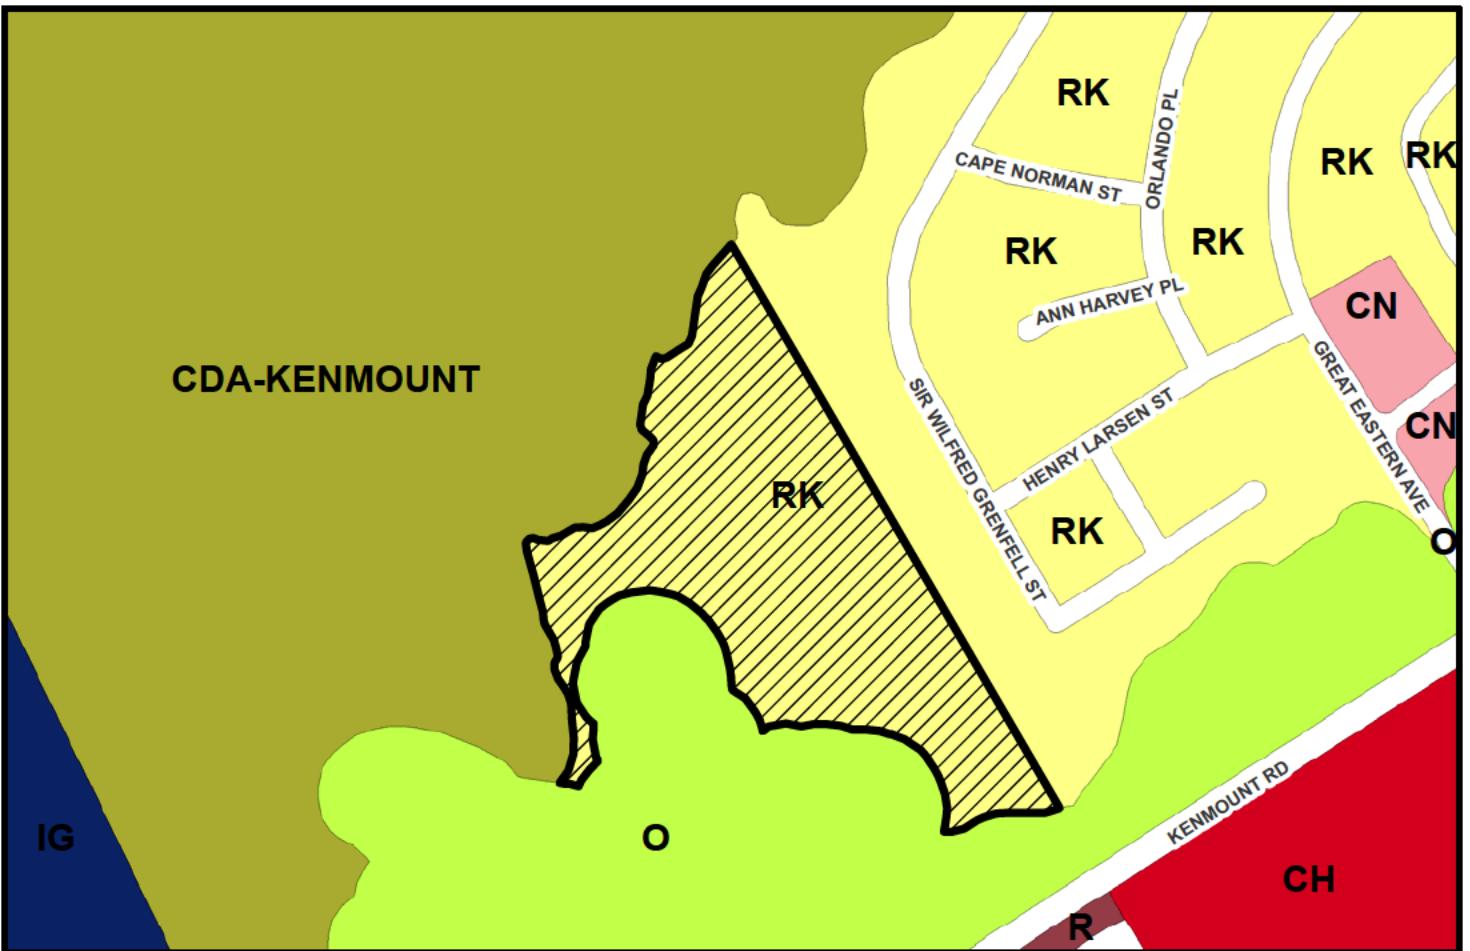 RK
ORLANDO PL
RK
RK
CAPE NORMAN ST
RK
RK
ANN HARVEY PL
CN
CDA-KENMOUNT
GREAT EASTERN AVE
SIR WILFRED GRENFELL ST
HENRY LARSEN ST
CN
RK
RK
O
KENMOUNT RD
IG
O
CH
R